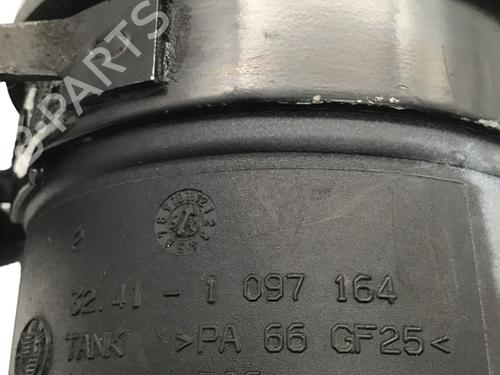 B-PARTS
2
32.41 - 1 097 164
TANK >PA 66 GF25<